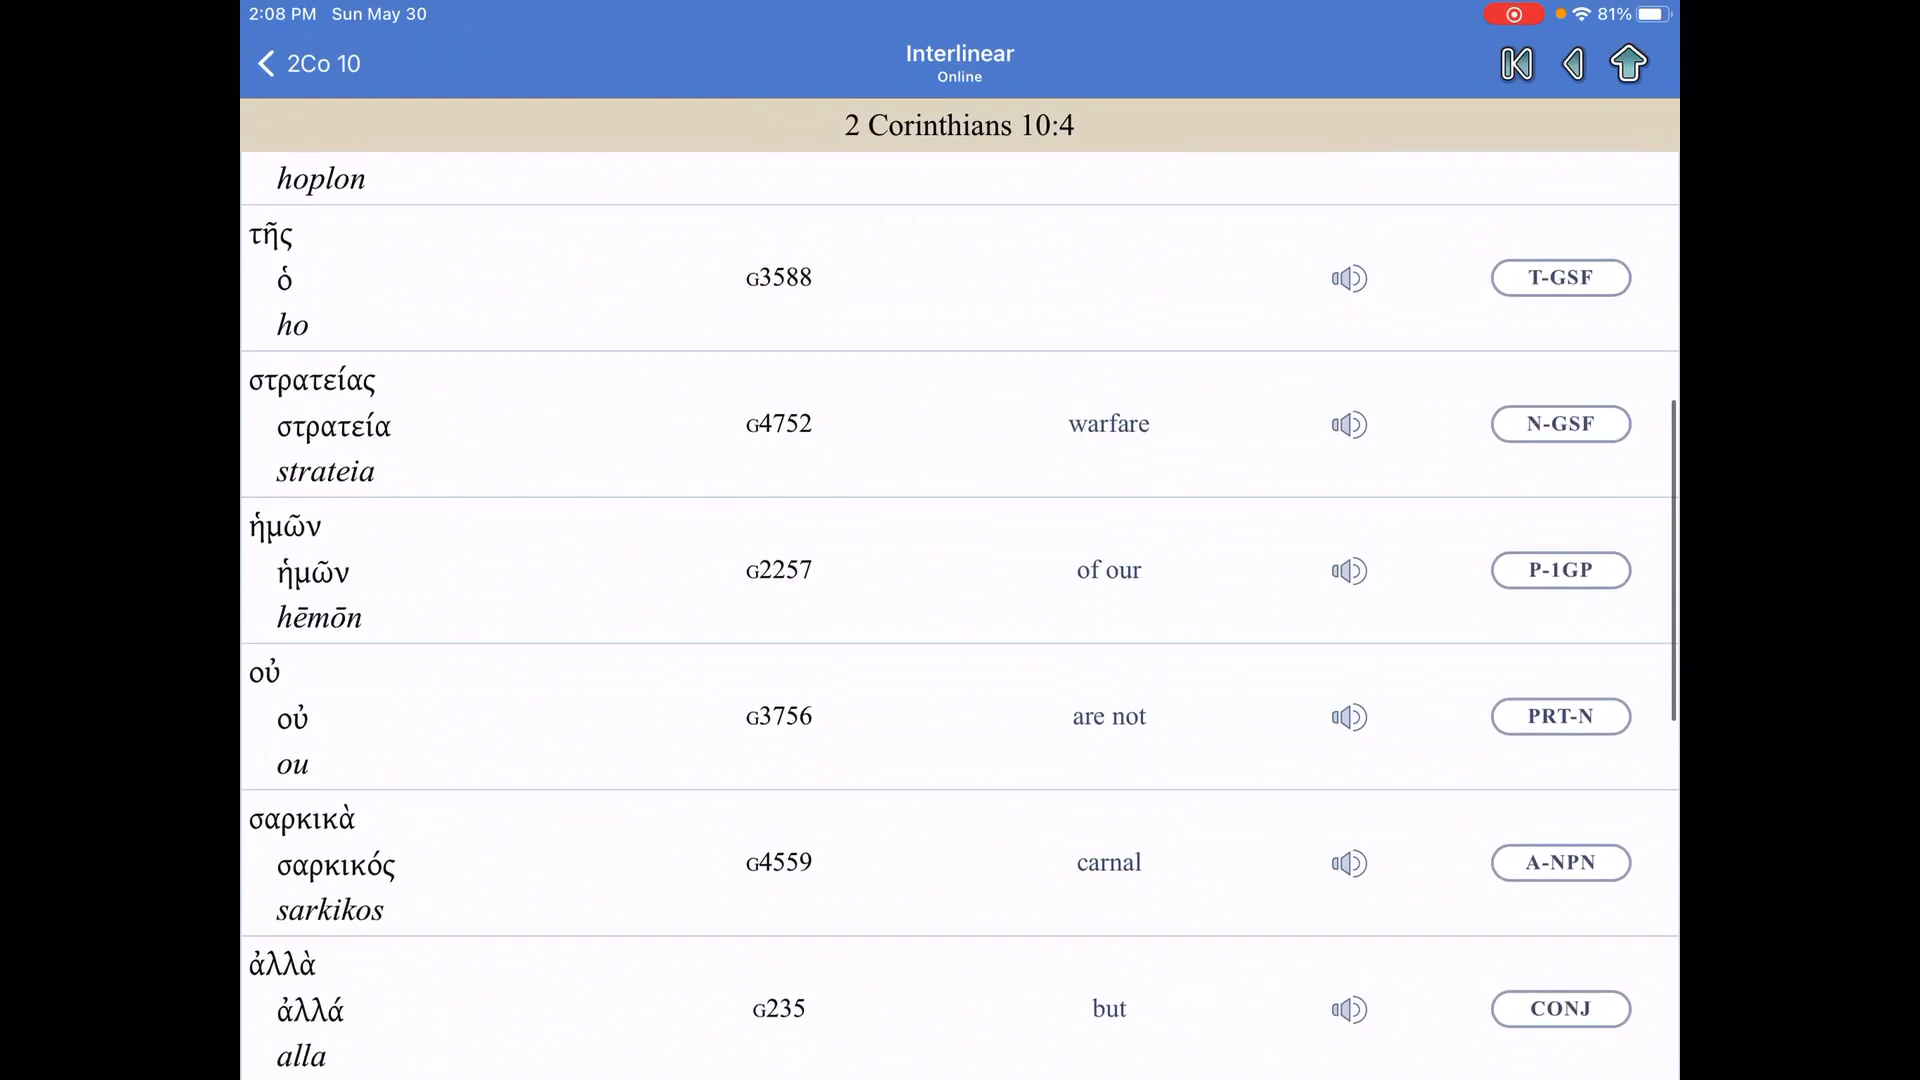 2:08 PM Sun May 30
81%
2Co 10
Interlinear
Online
2 Corinthians 10:4
hoplon
τῆς
ὁ
ho
G3588
T-GSF
στρατείας
στρατεία
strateia
G4752
warfare
N-GSF
ἡμῶν
ἡμῶν
hēmōn
G2257
of our
P-1GP
οὐ
οὐ
ou
G3756
are not
PRT-N
σαρκικὰ
σαρκικός
sarkikos
G4559
carnal
A-NPN
ἀλλὰ
ἀλλά
alla
G235
but
CONJ